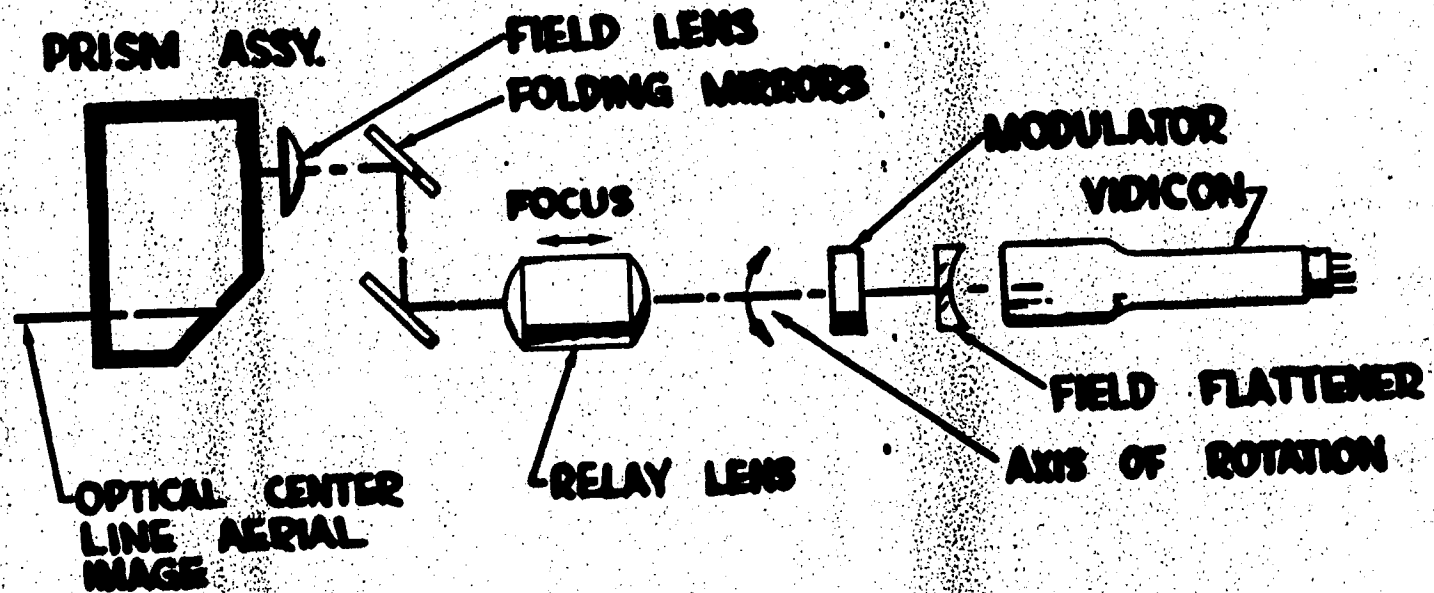 PRISM ASSY.
FIELD LENS
FOLDING MIRRORS
MODULATOR
VIDICON
FOCUS
FIELD FLATTENER
AXIS OF ROTATION
RELAY LENS
OPTICAL CENTER
LINE AERIAL
IMAGE